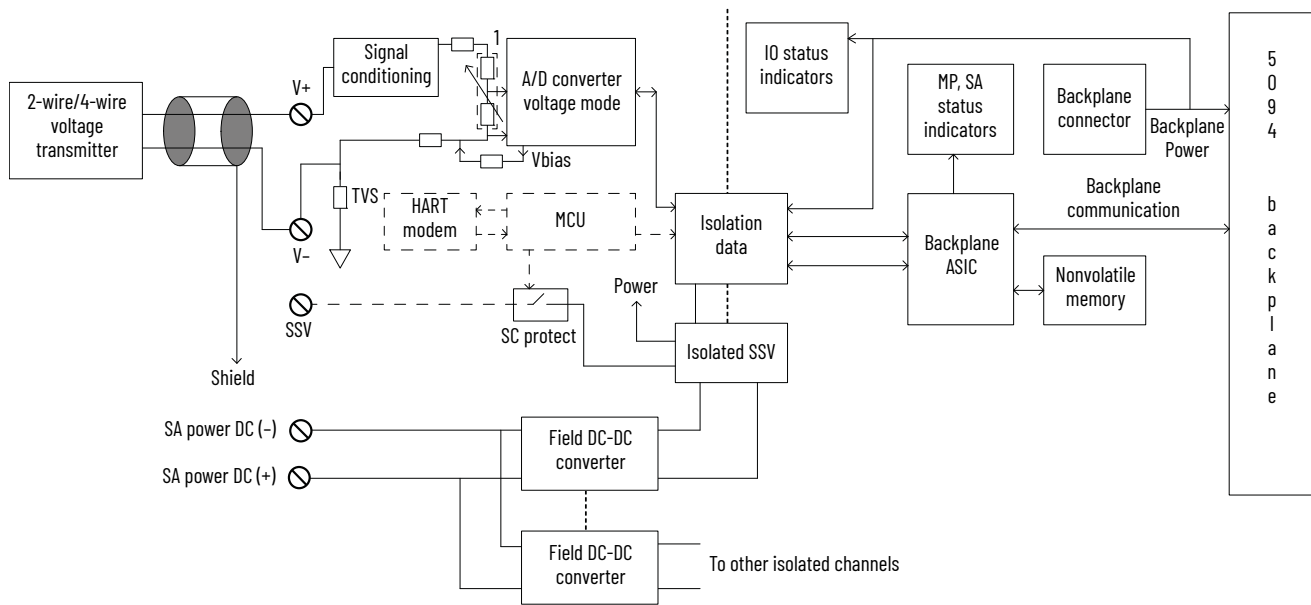 2-wire/4-wire
voltage
transmitter
V+
V–
SSV
Shield
Signal
conditioning
1
A/D converter
voltage mode
Vbias
TVS
HART
modem
MCU
SC protect
Power
Isolation
data
Isolated SSV
SA power DC (–)
SA power DC (+)
Field DC-DC
converter
Field DC-DC
converter
To other isolated channels
IO status
indicators
MP, SA
status
indicators
Backplane
connector
Backplane
Power
Backplane
communication
Backplane
ASIC
Nonvolatile
memory
5
0
9
4
b
a
c
k
p
l
a
n
e